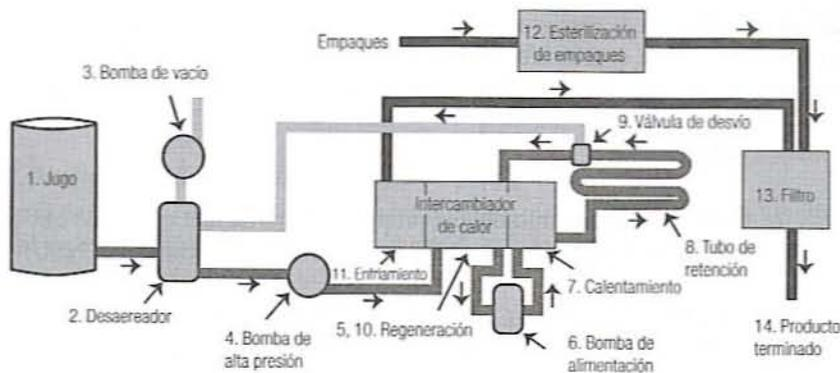 Empaques
12. Esterilización
de empaques
3. Bomba de vacío
9. Válvula de desvío
1. Jugo
Intercambiador
de calor
13. Filtro
8. Tubo de
retención
11. Enfriamiento
7. Calentamiento
2. Desaereador
4. Bomba de
alta presión
5, 10. Regeneración
6. Bomba de
alimentación
14. Producto
terminado